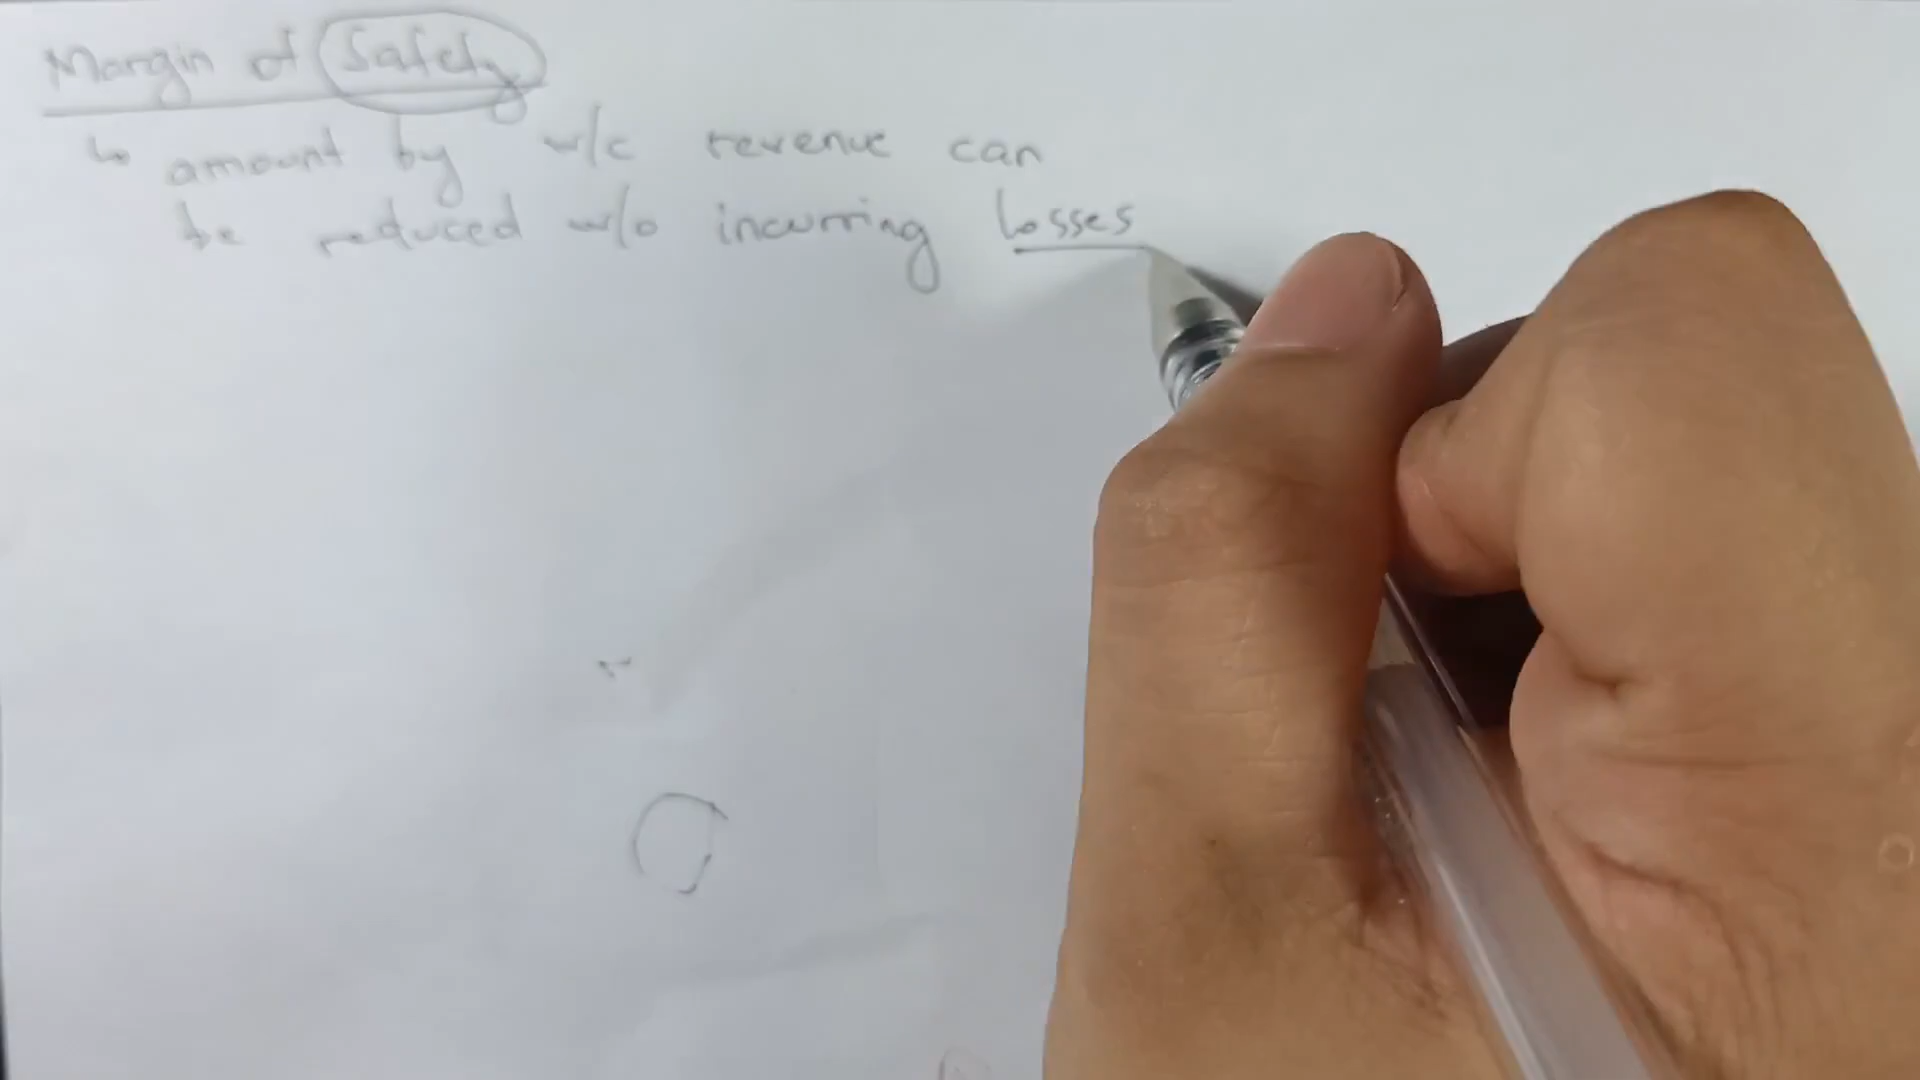 Margin of Safety
↳ amount by w/c revenue can
be reduced w/o incurring losses